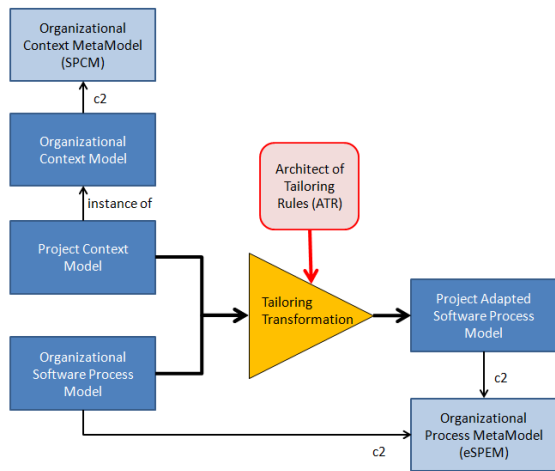 Organizational
Context MetaModel
(SPCM)
c2
Organizational
Context Model
instance of
Project Context
Model
Organizational
Software Process
Model
Architect of
Tailoring
Rules (ATR)
Tailoring
Transformation
Project Adapted
Software Process
Model
c2
c2
Organizational
Process MetaModel
(eSPEM)